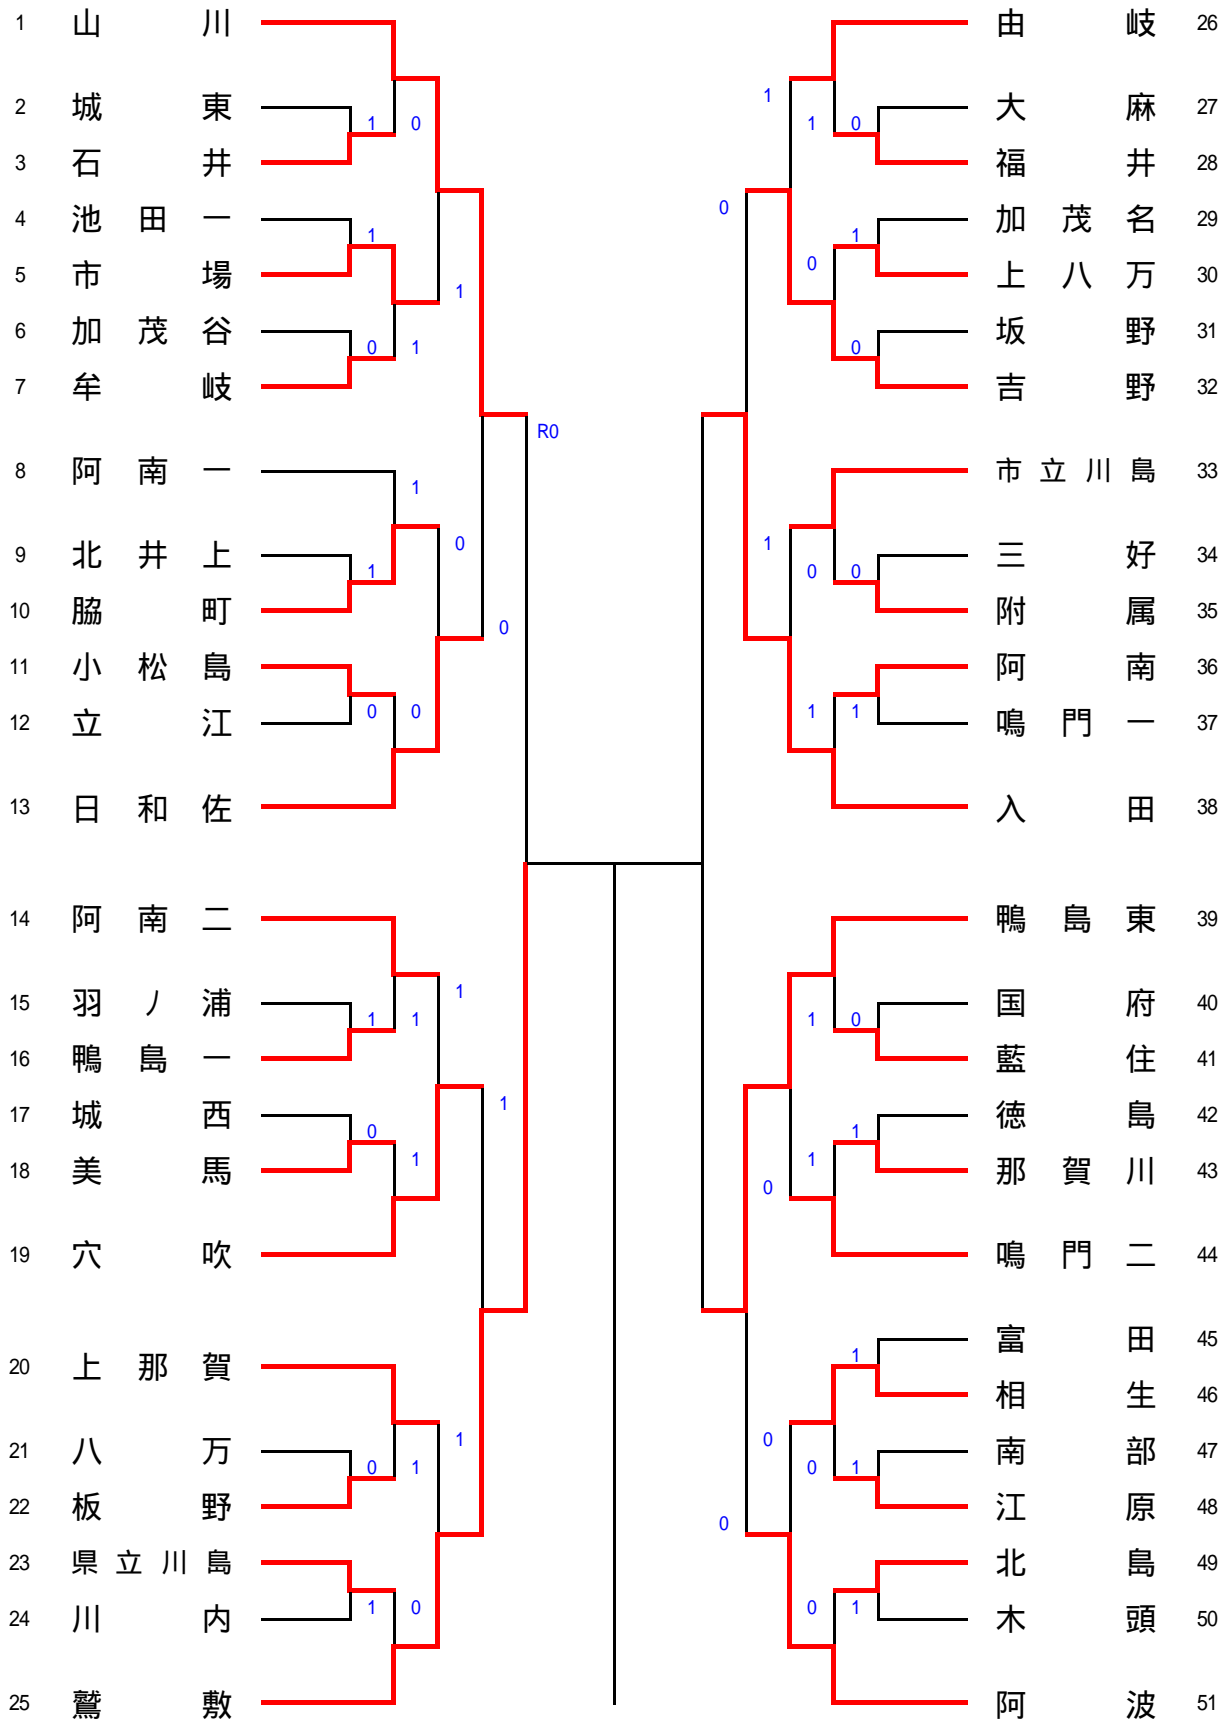 1 山川
2 城東
1 0
3 石井
4 池田一
1
5 市場
1
6 加茂谷
0 1
7 牟岐
R0
8 阿南一
1
0
9 北井上
1
10 脇町
0
11 小松島
0 0
12 立江
13 日和佐
14 阿南二
1
15 羽ノ浦
1 1
16 鴨島一
1
17 城西
0
1
18 美馬
19 穴吹
20 上那賀
1
21 八万
0 1
22 板野
23 県立川島
1 0
24 川内
25 鷲敷
由岐 26
1
大麻 27
1 0
福井 28
0
加茂名 29
1
0
上八万 30
坂野 31
0
吉野 32
市立川島 33
1
三好 34
0 0
附属 35
阿南 36
1 1
鳴門一 37
入田 38
鴨島東 39
国府 40
1 0
藍住 41
徳島 42
1
1
那賀川 43
0
鳴門二 44
富田 45
1
相生 46
0
南部 47
0 1
江原 48
0
北島 49
0 1
木頭 50
阿波 51